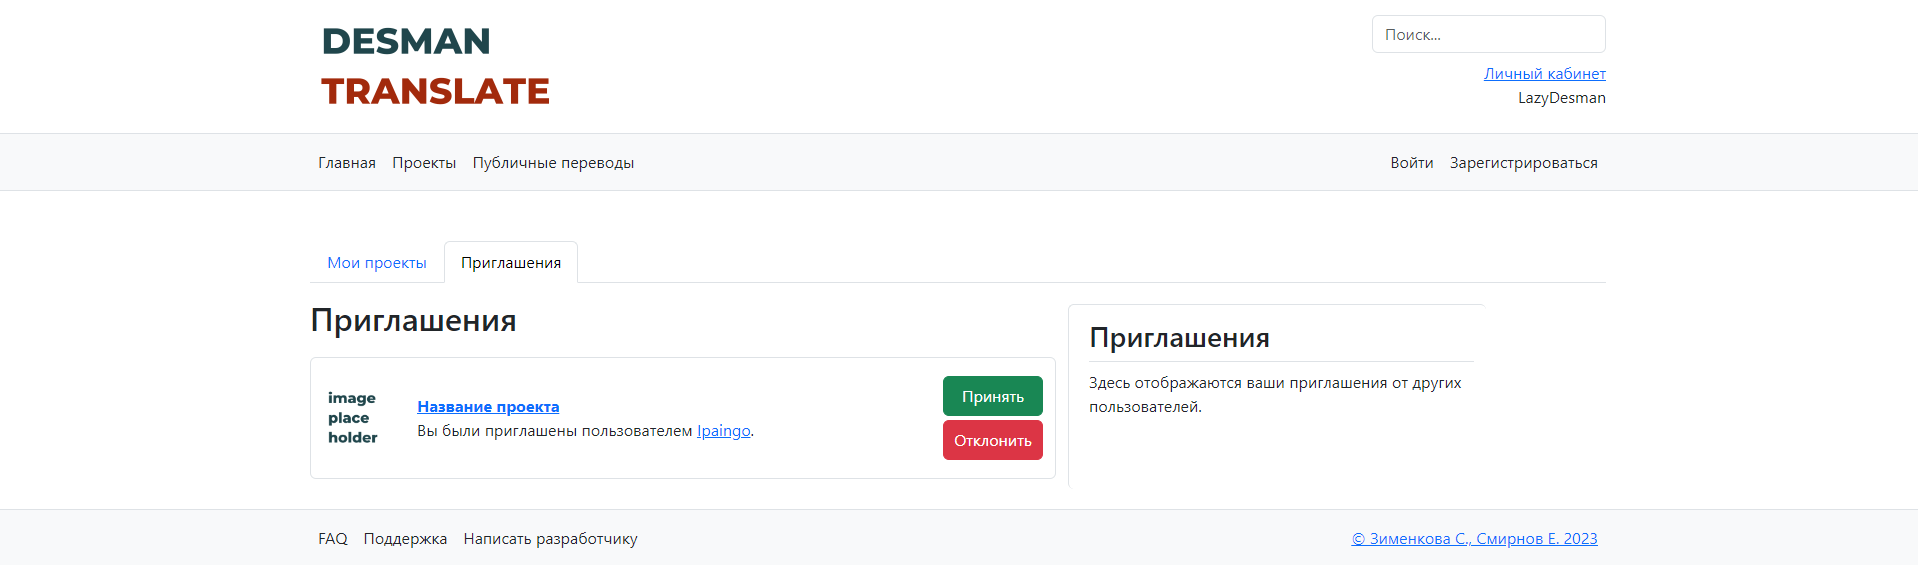 DESMAN
TRANSLATE
Поиск...
Личный кабинет
LazyDesman
Главная Проекты Публичные переводы
Войти Зарегистрироваться
Мои проекты Приглашения
Приглашения
image
place
holder
Название проекта
Вы были приглашены пользователем Ipaingo.
Принять
Отклонить
Приглашения
Здесь отображаются ваши приглашения от других
пользователей.
FAQ Поддержка Написать разработчику
© Зименкова С., Смирнов Е. 2023